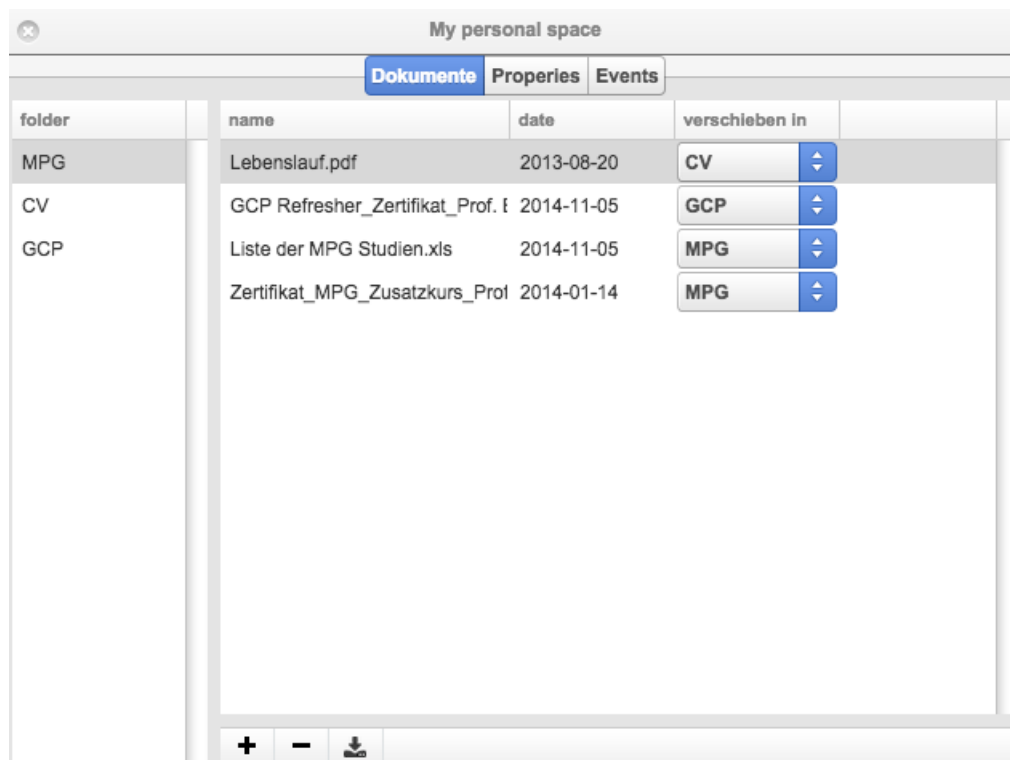 My personal space
Dokumente Properies Events
folder name date verschieben in
MPG Lebenslauf.pdf 2013-08-20 CV
CV GCP Refresher_Zertifikat_Prof. 2014-11-05 GCP
GCP Liste der MPG Studien.xls 2014-11-05 MPG
Zertifikat_MPG_Zusatzkurs_Prof 2014-01-14 MPG